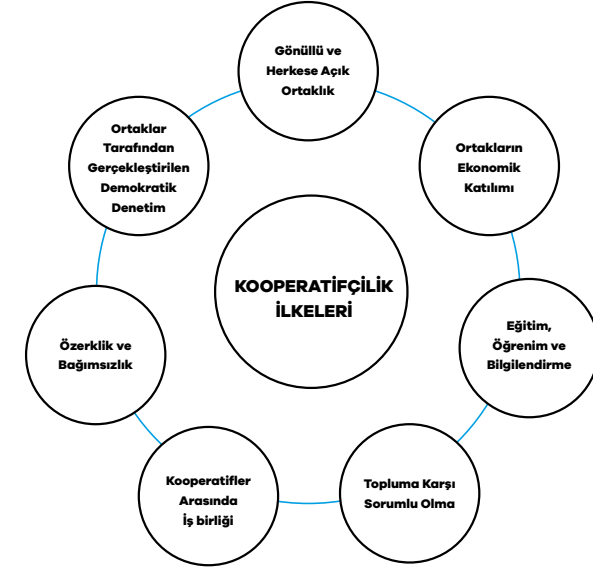 Gönüllü ve
Herkese Açık
Ortaklık
Ortaklar
Tarafından
Gerçekleştirilen
Demokratik
Denetim
Ortakların
Ekonomik
Katılımı
KOOPERATİFÇİLİK
İLKELERİ
Özerklik ve
Bağımsızlık
Eğitim,
Öğrenim ve
Bilgilendirme
Kooperatifler
Arasında
İş birliği
Topluma Karşı
Sorumlu Olma